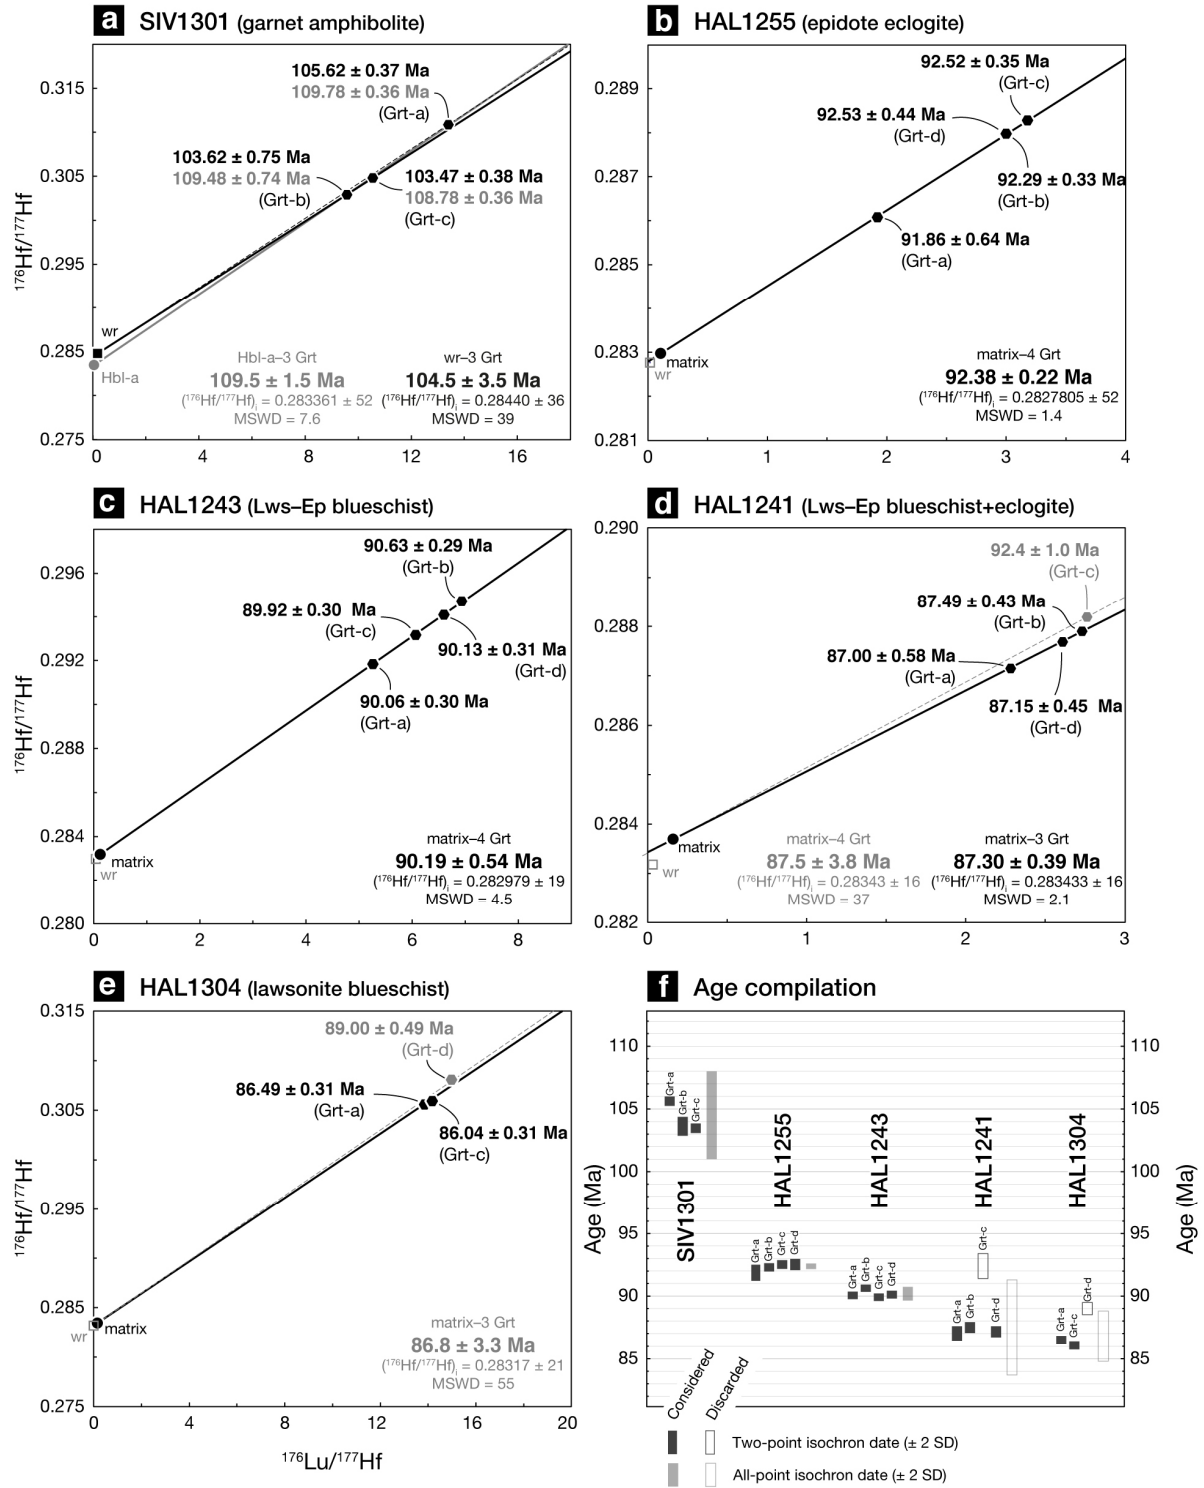 a SIV1301 (garnet amphibolite)
105.62 ± 0.37 Ma
109.78 ± 0.36 Ma
(Grt-a)
103.62 ± 0.75 Ma
109.48 ± 0.74 Ma
(Grt-b)
103.47 ± 0.38 Ma
108.78 ± 0.36 Ma
(Grt-c)
wr
Hbl-a
Hbl-a–3 Grt
109.5 ± 1.5 Ma
(176Hf/177Hf)i = 0.283361 ± 52
MSWD = 7.6
wr–3 Grt
104.5 ± 3.5 Ma
(176Hf/177Hf)i = 0.28440 ± 36
MSWD = 39
176Hf/177Hf
0.315
0.305
0.295
0.285
0.275
0 4 8 12 16
b HAL1255 (epidote eclogite)
92.52 ± 0.35 Ma
(Grt-c)
92.53 ± 0.44 Ma
(Grt-d)
92.29 ± 0.33 Ma
(Grt-b)
91.86 ± 0.64 Ma
(Grt-a)
matrix
wr
matrix–4 Grt
92.38 ± 0.22 Ma
(176Hf/177Hf)i = 0.2827805 ± 52
MSWD = 1.4
0.289
0.287
0.285
0.283
0.281
0 1 2 3 4
c HAL1243 (Lws–Ep blueschist)
90.63 ± 0.29 Ma
(Grt-b)
89.92 ± 0.30 Ma
(Grt-c)
90.13 ± 0.31 Ma
(Grt-d)
90.06 ± 0.30 Ma
(Grt-a)
matrix
wr
matrix–4 Grt
90.19 ± 0.54 Ma
(176Hf/177Hf)i = 0.282979 ± 19
MSWD = 4.5
176Hf/177Hf
0.296
0.292
0.288
0.284
0.280
0 2 4 6 8
d HAL1241 (Lws–Ep blueschist+eclogite)
92.4 ± 1.0 Ma
(Grt-c)
87.49 ± 0.43 Ma
(Grt-b)
87.00 ± 0.58 Ma
(Grt-a)
87.15 ± 0.45 Ma
(Grt-d)
matrix
wr
matrix–4 Grt
87.5 ± 3.8 Ma
(176Hf/177Hf)i = 0.28343 ± 16
MSWD = 37
matrix–3 Grt
87.30 ± 0.39 Ma
(176Hf/177Hf)i = 0.283433 ± 16
MSWD = 2.1
0.290
0.288
0.286
0.284
0.282
0 1 2 3
e HAL1304 (lawsonite blueschist)
89.00 ± 0.49 Ma
(Grt-d)
86.49 ± 0.31 Ma
(Grt-a)
86.04 ± 0.31 Ma
(Grt-c)
wr
matrix
matrix–3 Grt
86.8 ± 3.3 Ma
(176Hf/177Hf)i = 0.28317 ± 21
MSWD = 55
176Hf/177Hf
0.315
0.305
0.295
0.285
0.275
0 4 8 12 16 20
176Lu/177Hf
f Age compilation
Age (Ma)
110
105
100
95
90
85
Grt-a
Grt-b
Grt-c
SIV1301
HAL1255
Grt-a
Grt-b
Grt-c
Grt-d
HAL1243
Grt-a
Grt-b
Grt-c
Grt-d
HAL1241
Grt-a
Grt-b
Grt-c
Grt-d
HAL1304
Grt-a
Grt-c
Grt-d
110
105
100
95
90
85
Age (Ma)
Considered
Discarded
Two-point isochron date (± 2 SD)
All-point isochron date (± 2 SD)